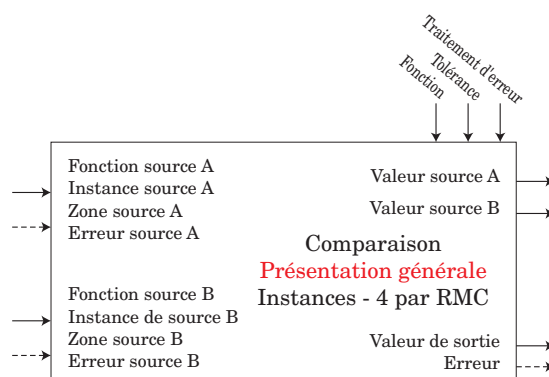 Traitement d'erreur
Tolérance
Fonction
Fonction source A
Instance source A
Zone source A
Erreur source A
Valeur source A
Valeur source B
Comparaison
Présentation générale
Instances - 4 par RMC
Fonction source B
Instance de source B
Zone source B
Erreur source B
Valeur de sortie
Erreur